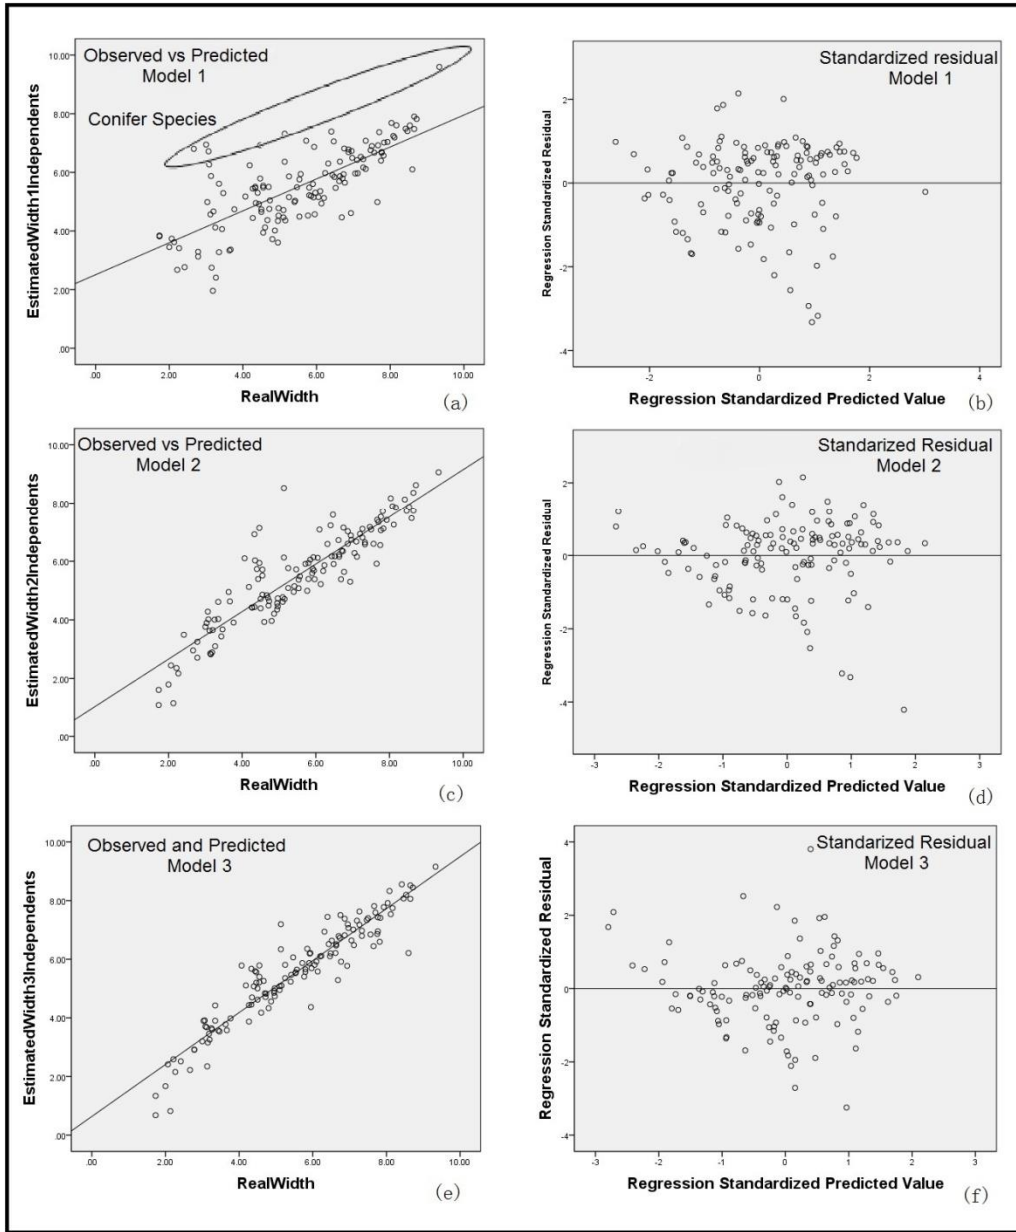 Observed vs Predicted
Model 1
Conifer Species
EstimatedWidth1Independents
10.00
8.00
6.00
4.00
2.00
.00
.00 2.00 4.00 6.00 8.00 10.00
RealWidth
(a)
Standardized residual
Model 1
Regression Standardized Residual
2
0
-2
-4
-2 0 2 4
Regression Standardized Predicted Value
(b)
Observed vs Predicted
Model 2
EstimatedWidth2Independents
10.00
8.00
6.00
4.00
2.00
.00
.00 2.00 4.00 6.00 8.00 10.00
RealWidth
(c)
Standarized Residual
Model 2
Regression Standardized Residual
2
0
-2
-4
-3 -2 -1 0 1 2 3
Regression Standardized Predicted Value
(d)
Observed and Predicted
Model 3
EstimatedWidth3Independents
10.00
8.00
6.00
4.00
2.00
.00
.00 2.00 4.00 6.00 8.00 10.00
RealWidth
(e)
Standarized Residual
Model 3
Regression Standardized Residual
4
2
0
-2
-4
-3 -2 -1 0 1 2 3
Regression Standardized Predicted Value
(f)